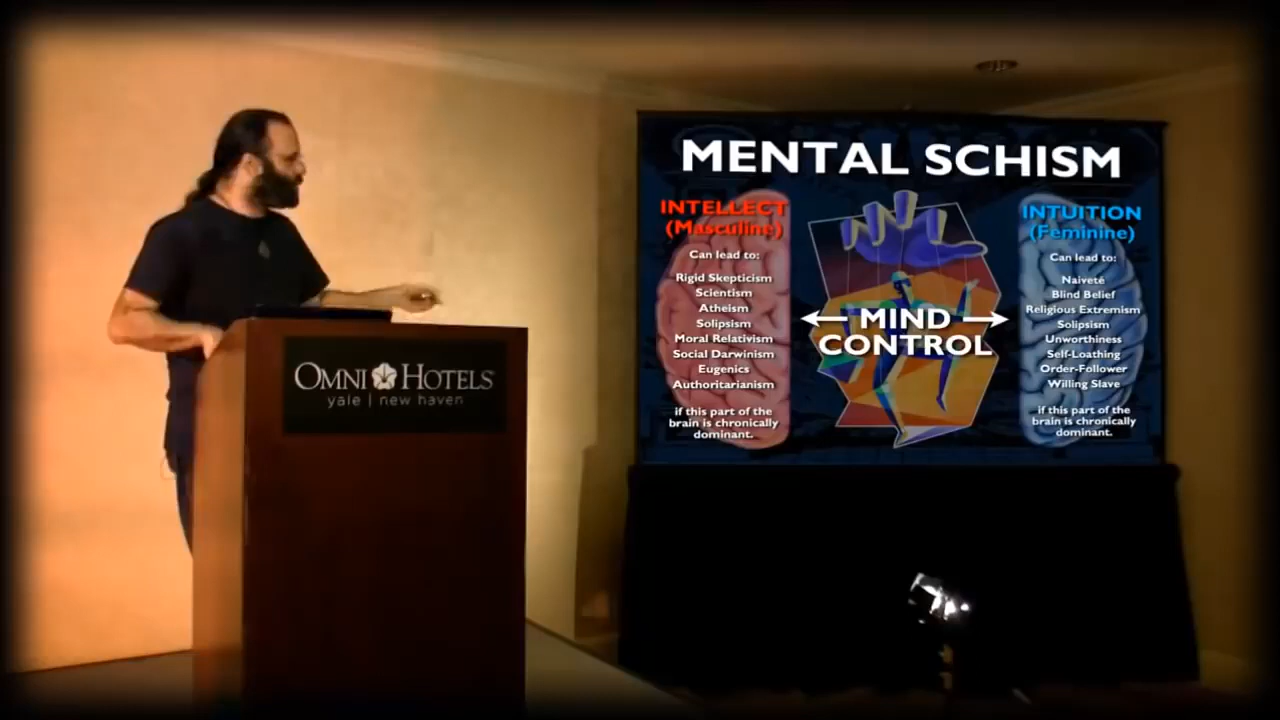 MENTAL SCHISM
INTELLECT
(Masculine)
Can lead to:
Rigid Skepticism
Scientism
Atheism
Solipsism
Moral Relativism
Social Darwinism
Eugenics
Authoritarianism
if this part of the
brain is chronically
dominant.
MIND
CONTROL
INTUITION
(Feminine)
Can lead to:
Naiveté
Blind Belief
Religious Extremism
Solipsism
Unworthiness
Self-Loathing
Order-Follower
Willing Slave
if this part of the
brain is chronically
dominant.
OMNI HOTELS
yale | new haven